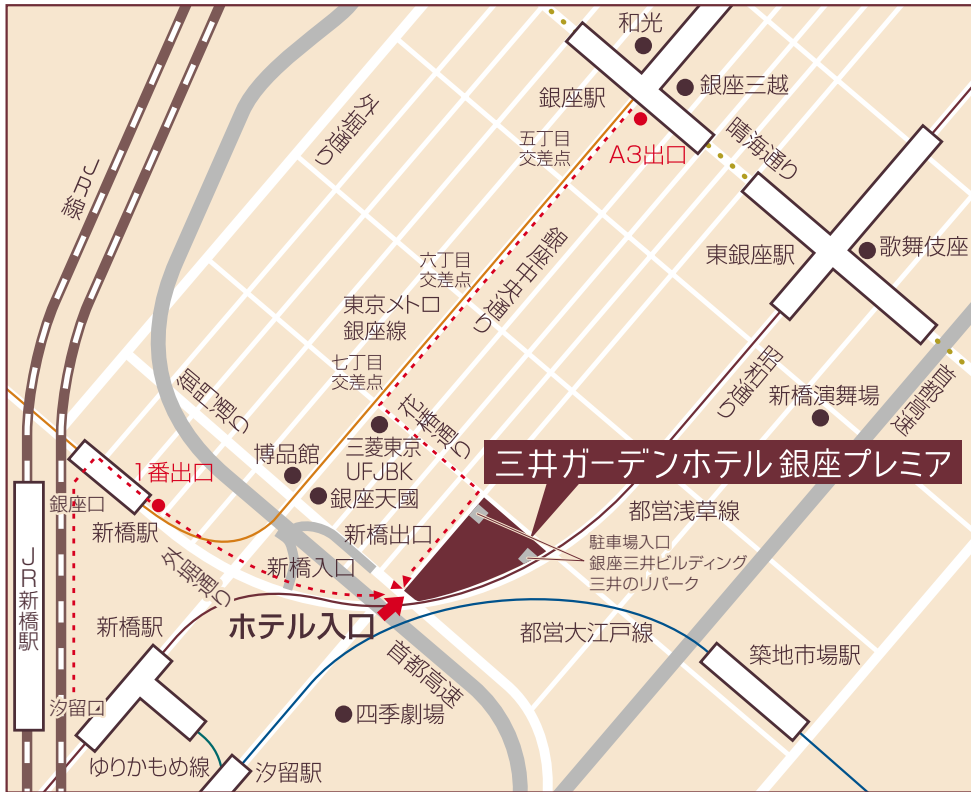 和光
銀座三越
銀座駅
外堀通り
五丁目
交差点
A3出口
晴海通り
JR線
銀座中央通り
東銀座駅
歌舞伎座
六丁目
交差点
東京メトロ
銀座線
七丁目
交差点
昭和通り
首都高速
御門通り
花椿通り
新橋演舞場
博品館
三菱東京
UFJBK
三井ガーデンホテル 銀座プレミア
1番出口
銀座口
銀座天國
新橋駅
新橋出口
都営浅草線
駐車場入口
銀座三井ビルディング
三井のリパーク
外堀通り
新橋入口
JR新橋駅
新橋駅
ホテル入口
都営大江戸線
首都高速
築地市場駅
汐留口
四季劇場
ゆりかもめ線
汐留駅